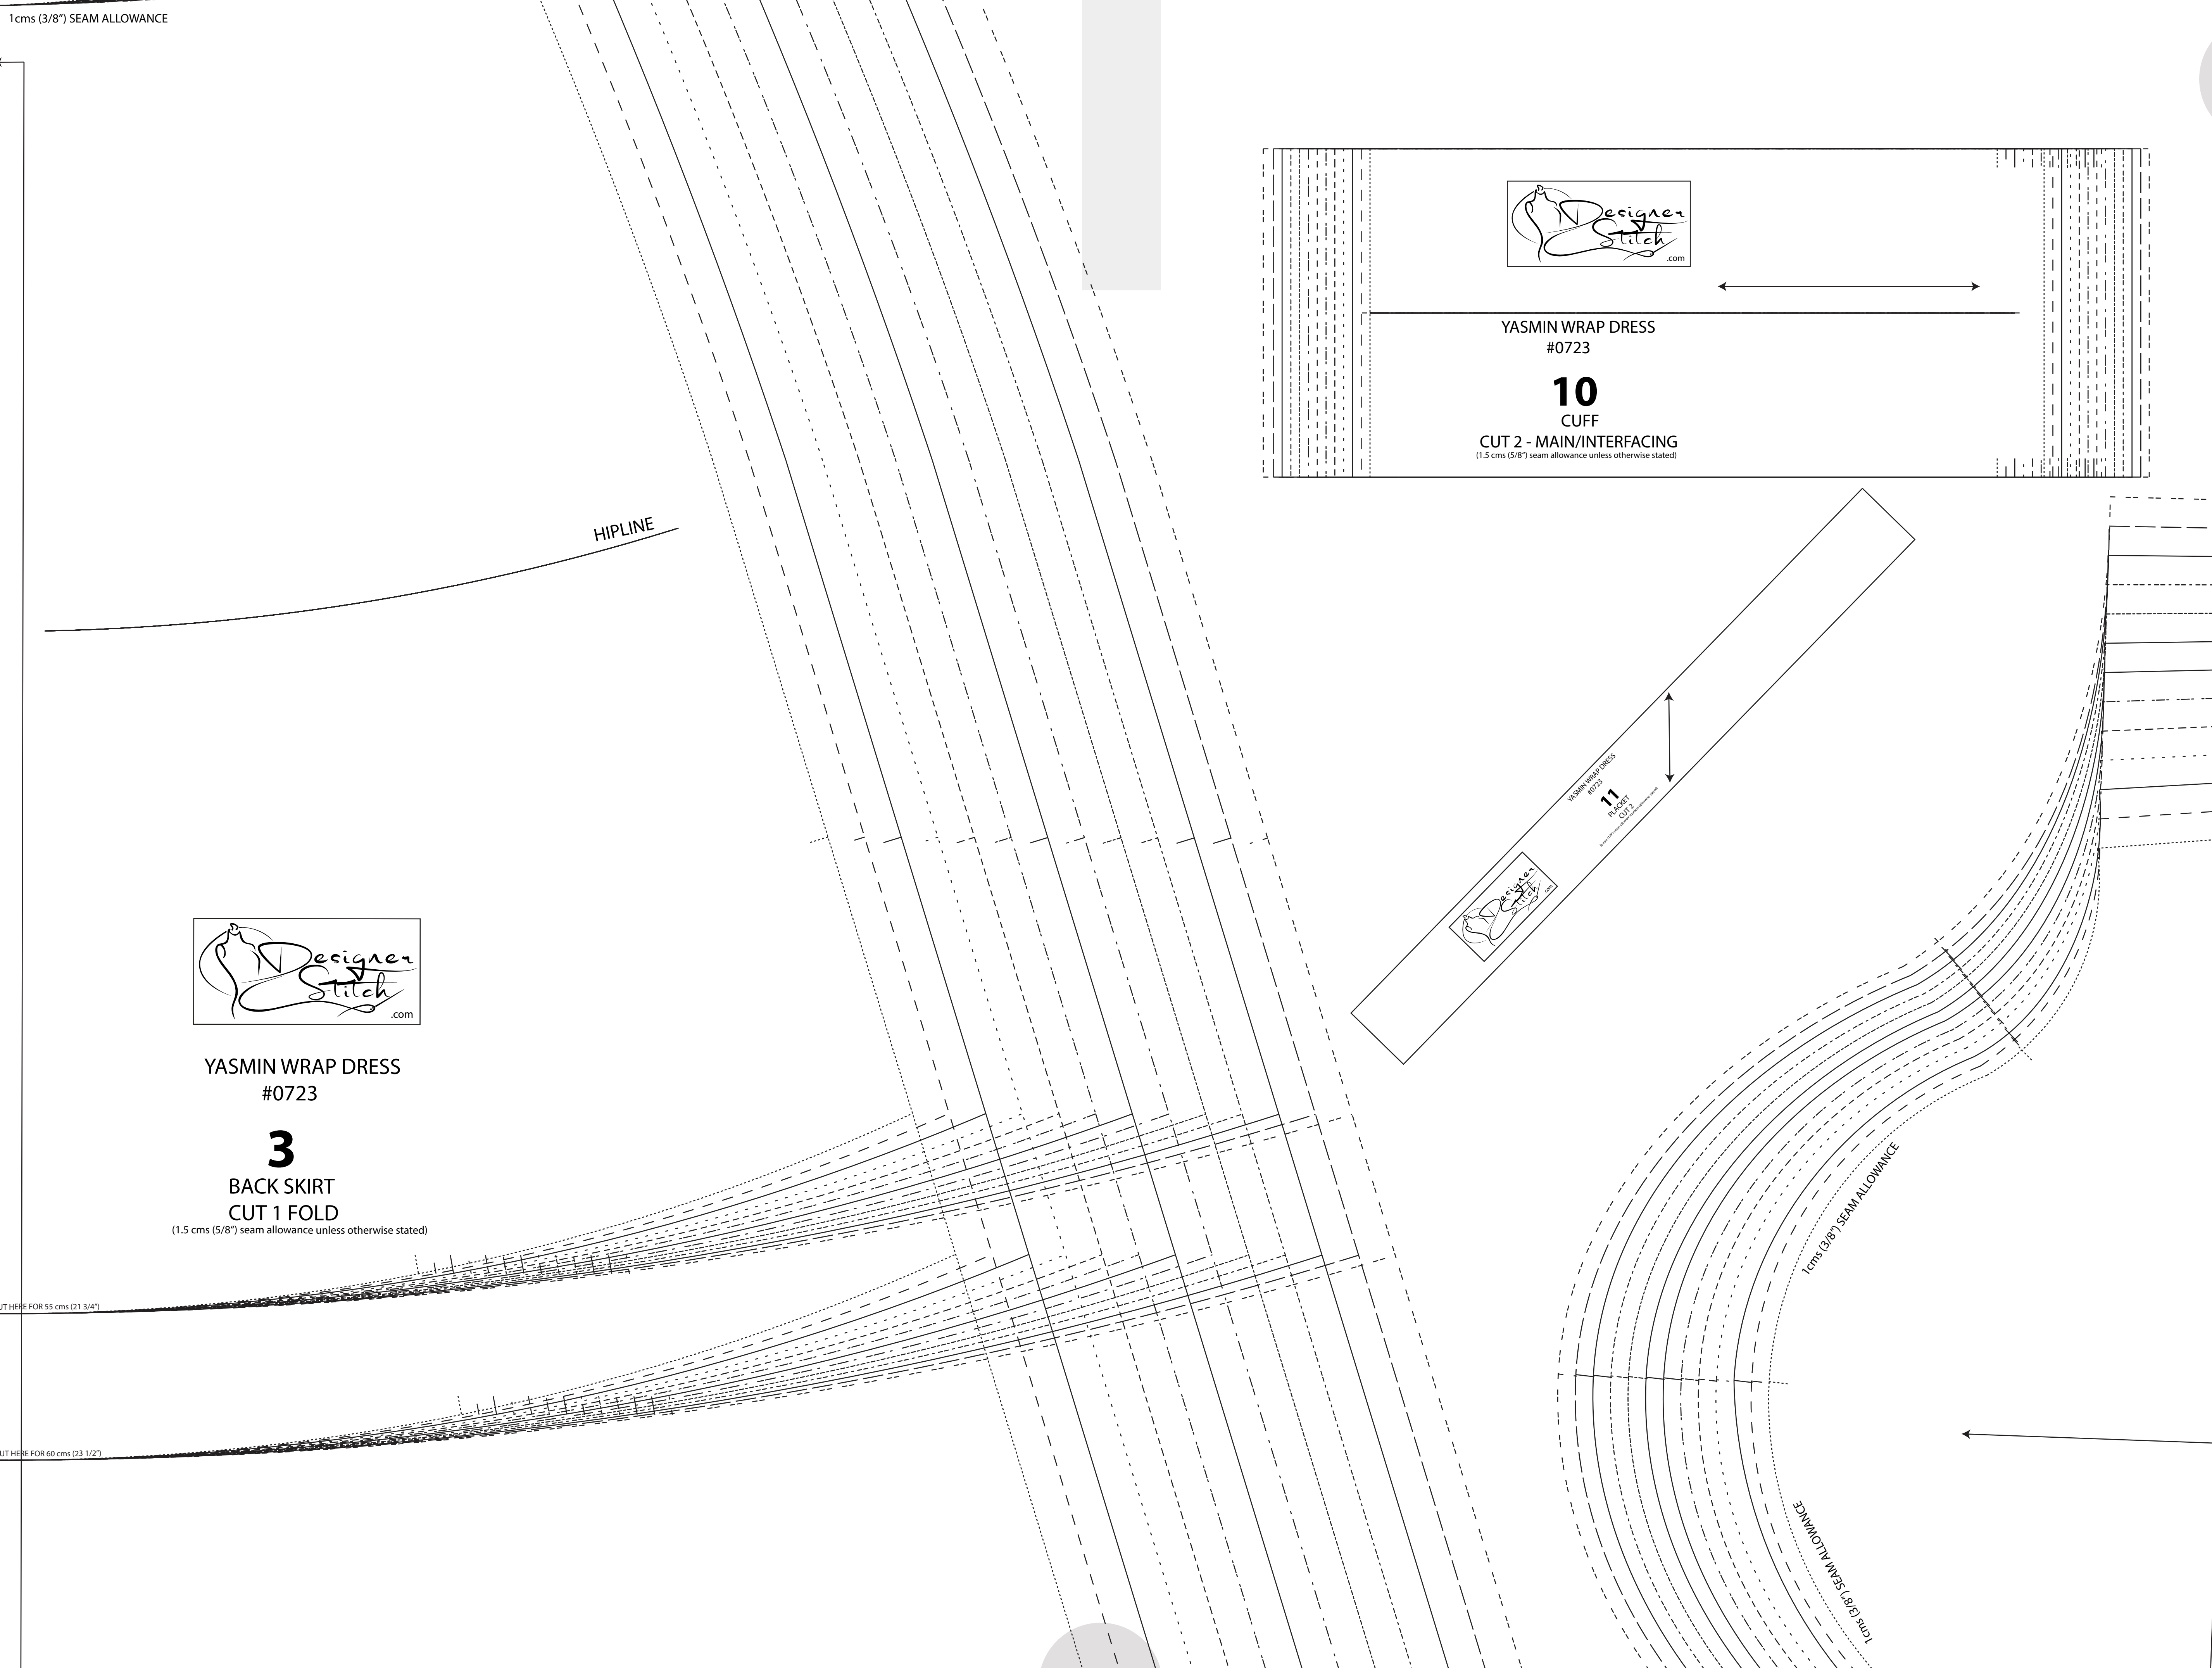 1cms (3/8") SEAM ALLOWANCE
HIPLINE
Designer
Stitch
.com
YASMIN WRAP DRESS
#0723
3
BACK SKIRT
CUT 1 FOLD
(1.5 cms (5/8") seam allowance unless otherwise stated)
UT HERE FOR 55 cms (21 3/4")
UT HERE FOR 60 cms (23 1/2")
Designer
Stitch
.com
YASMIN WRAP DRESS
#0723
10
CUFF
CUT 2 - MAIN/INTERFACING
(1.5 cms (5/8") seam allowance unless otherwise stated)
YASMIN WRAP DRESS
#0723
11
PLACKET
CUT 2
Designer
Stitch
.com
1cms (3/8") SEAM ALLOWANCE
1cms (3/8") SEAM ALLOWANCE